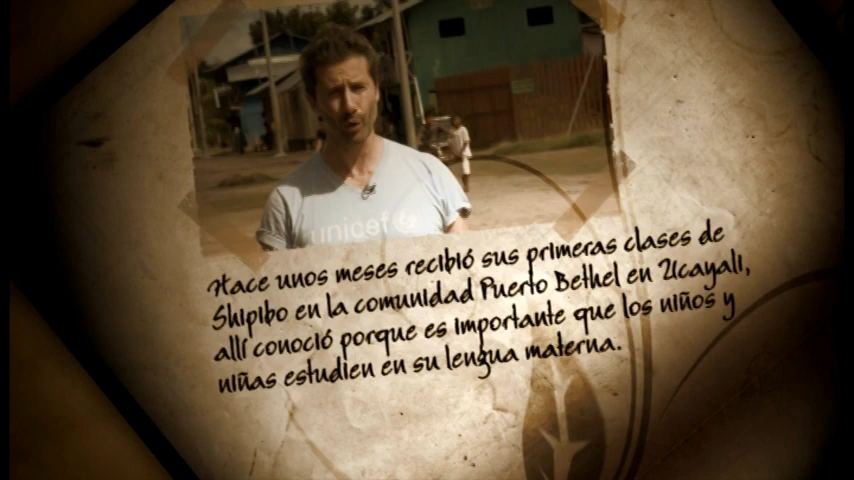 unicef
Hace unos meses recibió sus primeras clases de
Shipibo en la comunidad Puerto Bethel en Ucayali,
allí conoció porque es importante que los niños y
niñas estudien en su lengua materna.